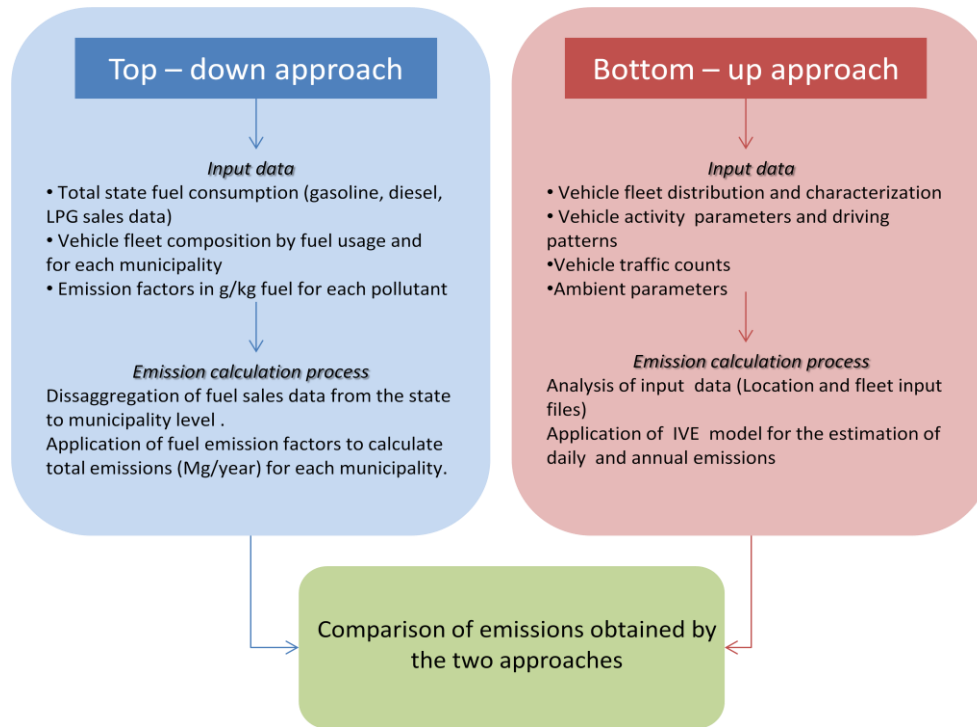 Top – down approach
Input data
• Total state fuel consumption (gasoline, diesel,
LPG sales data)
• Vehicle fleet composition by fuel usage and
for each municipality
• Emission factors in g/kg fuel for each pollutant
Emission calculation process
Dissaggregation of fuel sales data from the state
to municipality level .
Application of fuel emission factors to calculate
total emissions (Mg/year) for each municipality.
Bottom – up approach
Input data
• Vehicle fleet distribution and characterization
• Vehicle activity parameters and driving
patterns
•Vehicle traffic counts
•Ambient parameters
Emission calculation process
Analysis of input data (Location and fleet input
files)
Application of IVE model for the estimation of
daily and annual emissions
Comparison of emissions obtained by
the two approaches